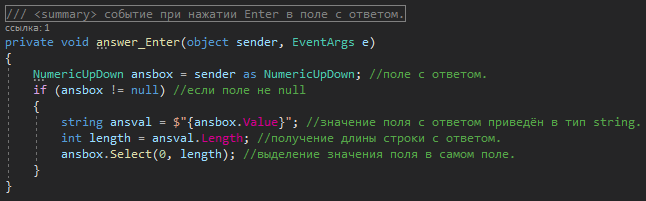 /// <summary> событие при нажатии Enter в поле с ответом.
ссылка: 1
private void answer_Enter(object sender, EventArgs e)
{
NumericUpDown ansbox = sender as NumericUpDown; //поле с ответом.
if (ansbox != null) //если поле не null
{
string ansval = $"{ansbox.Value}"; //значение поля с ответом приведён в тип string.
int length = ansval.Length; //получение длины строки с ответом.
ansbox.Select(0, length); //выделение значения поля в самом поле.
}
}